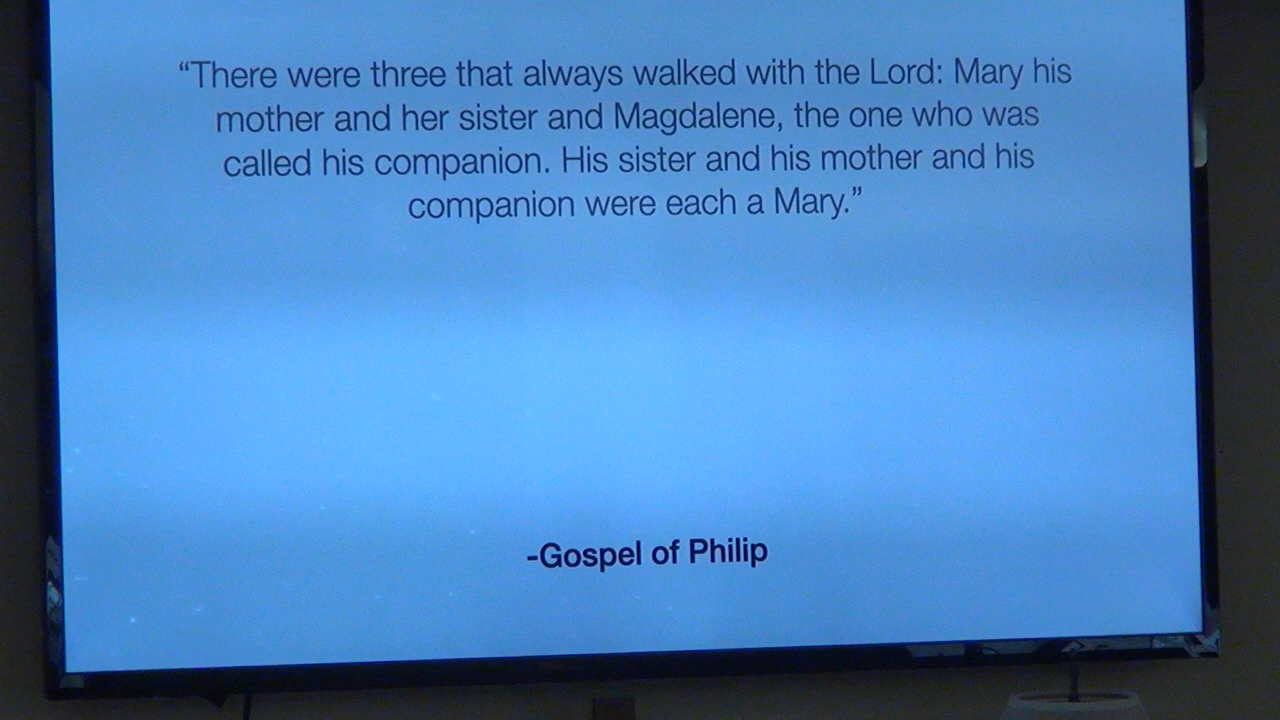 “There were three that always walked with the Lord: Mary his
mother and her sister and Magdalene, the one who was
called his companion. His sister and his mother and his
companion were each a Mary.”
-Gospel of Philip